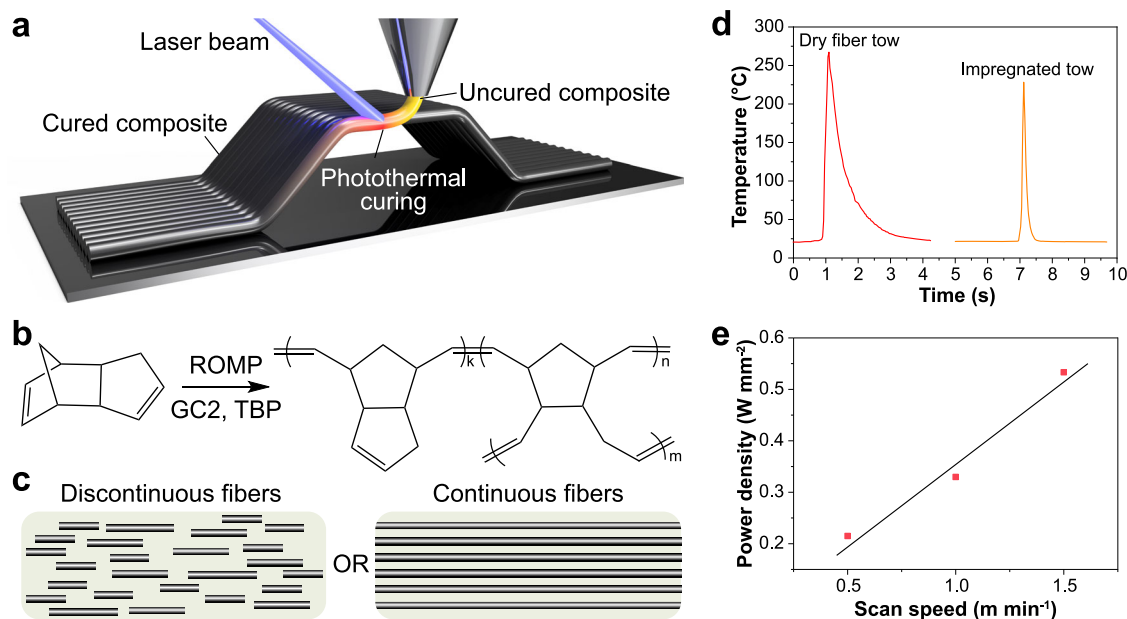 a
Laser beam
Uncured composite
Cured composite
Photothermal
curing
b
ROMP
GC2, TBP
k
n
m
c
Discontinuous fibers
OR
Continuous fibers
d
Dry fiber tow
Impregnated tow
Temperature (°C)
300
250
200
150
100
50
0
0 1 2 3 4 5 6 7 8 9 10
Time (s)
e
Power density (W mm⁻²)
0.6
0.5
0.4
0.3
0.2
0.5 1.0 1.5
Scan speed (m min⁻¹)